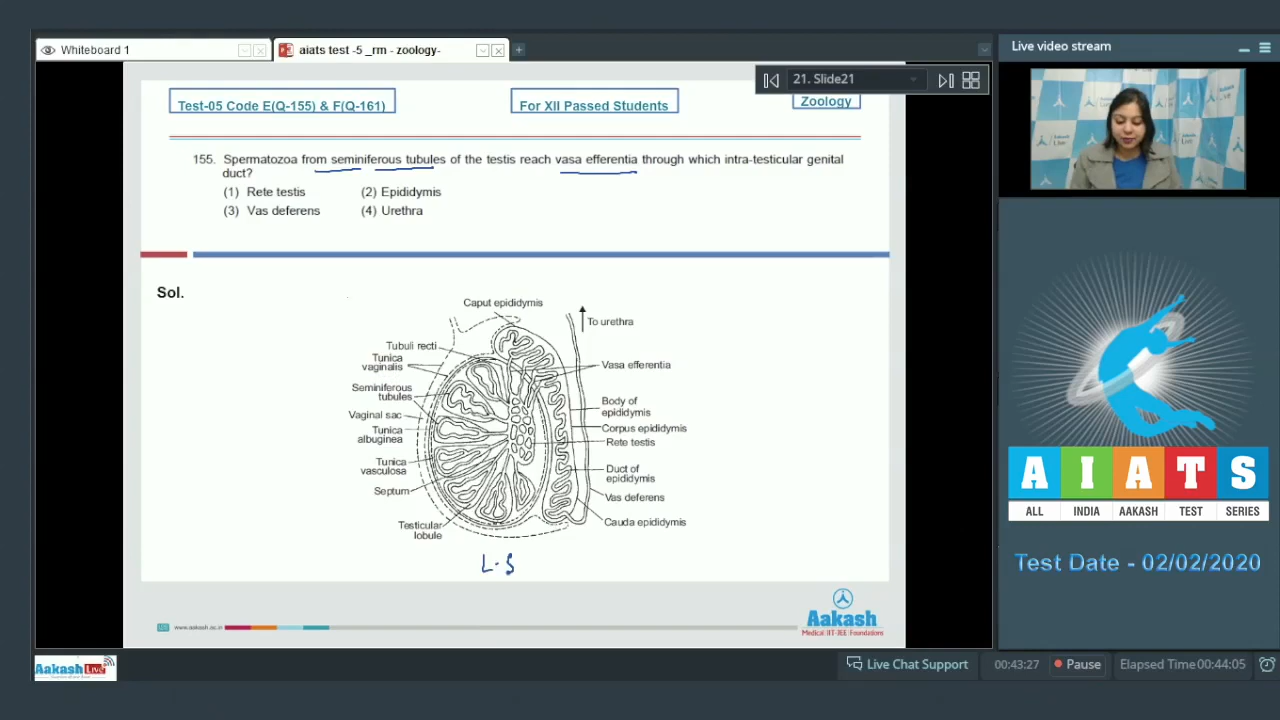 Whiteboard 1
aiats test -5 _rm - zoology-
Live video stream
21. Slide21
Test-05 Code E(Q-155) & F(Q-161)
For XII Passed Students
Zoology
155. Spermatozoa from seminiferous tubules of the testis reach vasa efferentia through which intra-testicular genital
duct?
(1) Rete testis (2) Epididymis
(3) Vas deferens (4) Urethra
Sol.
Caput epididymis
To urethra
Tubuli recti
Tunica
vaginalis
Vasa efferentia
Seminiferous
tubules
Body of
epididymis
Vaginal sac
Corpus epididymis
Tunica
albuginea
Rete testis
Tunica
vasculosa
Duct of
epididymis
Septum
Vas deferens
Testicular
lobule
Cauda epididymis
L.S
www.aakash.ac.in
Aakash
Medical|IIT-JEE|Foundations
AIATS
ALL INDIA AAKASH TEST SERIES
Test Date - 02/02/2020
Aakash Live
Live Chat Support
00:43:27
Pause
Elapsed Time 00:44:05